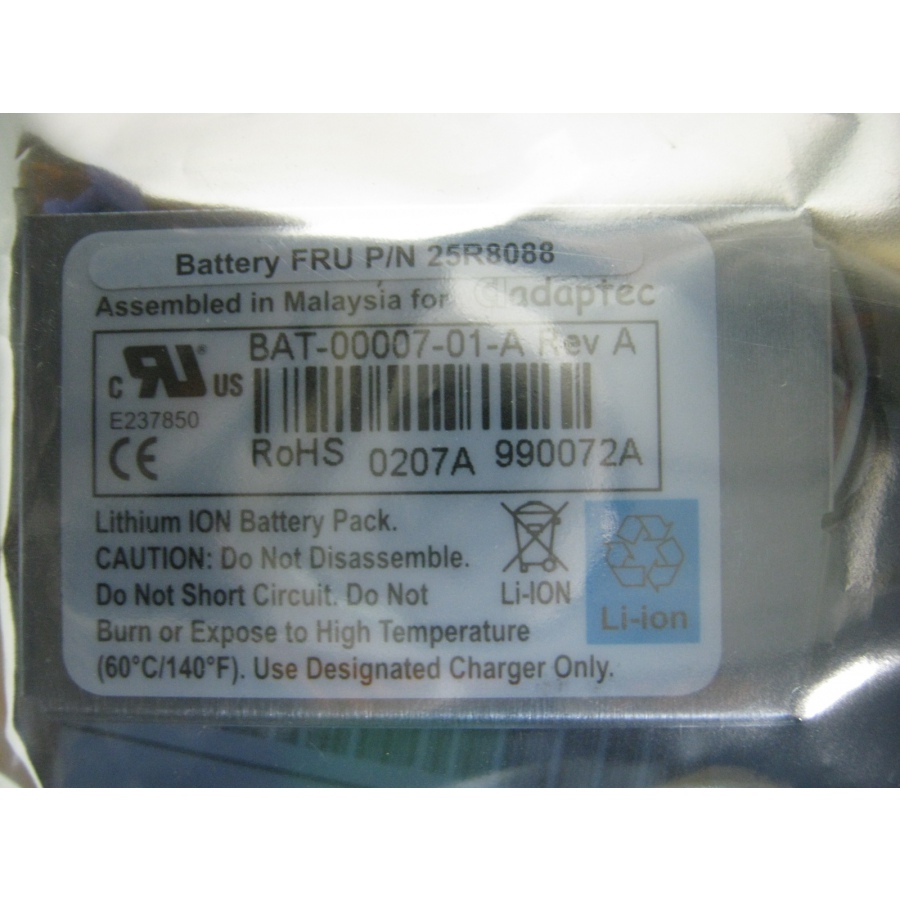 Battery FRU P/N 25R8088
Assembled in Malaysia for adaptec
BAT-00007-01-A Rev A
c RU ® US
E237850
CE
RoHS 0207A 990072A
Lithium ION Battery Pack.
CAUTION: Do Not Disassemble.
Do Not Short Circuit. Do Not
Burn or Expose to High Temperature
(60°C/140°F). Use Designated Charger Only.
Li-ION
Li-ion